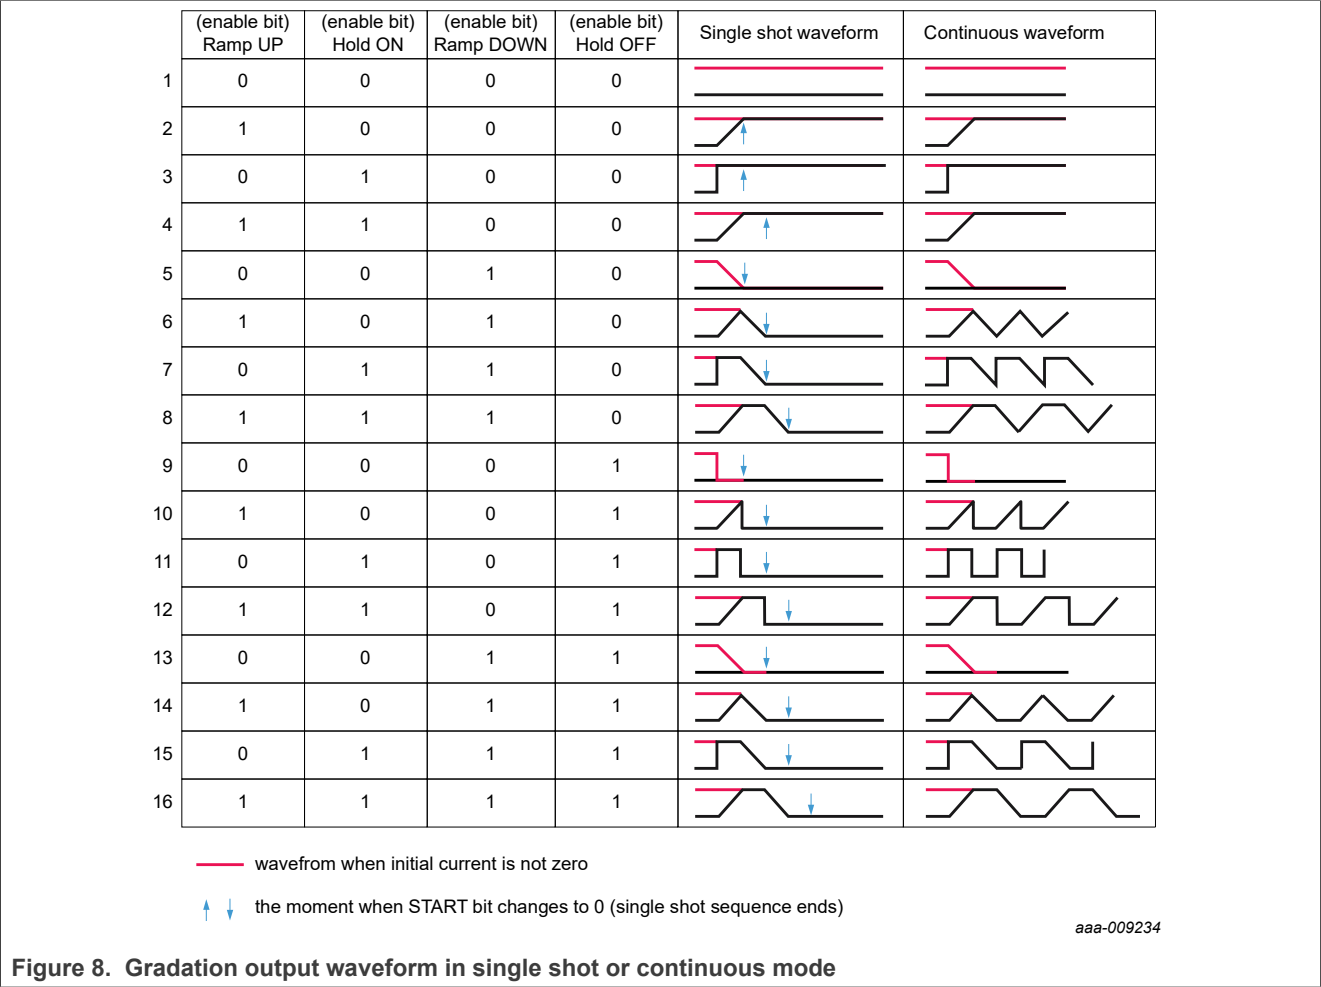 (enable bit) (enable bit) (enable bit) (enable bit) Single shot waveform Continuous waveform
Ramp UP Hold ON Ramp DOWN Hold OFF
1 0 0 0 0
2 1 0 0 0
3 0 1 0 0
4 1 1 0 0
5 0 0 1 0
6 1 0 1 0
7 0 1 1 0
8 1 1 1 0
9 0 0 0 1
10 1 0 0 1
11 0 1 0 1
12 1 1 0 1
13 0 0 1 1
14 1 0 1 1
15 0 1 1 1
16 1 1 1 1
wavefrom when initial current is not zero
the moment when START bit changes to 0 (single shot sequence ends)
aaa-009234
Figure 8. Gradation output waveform in single shot or continuous mode